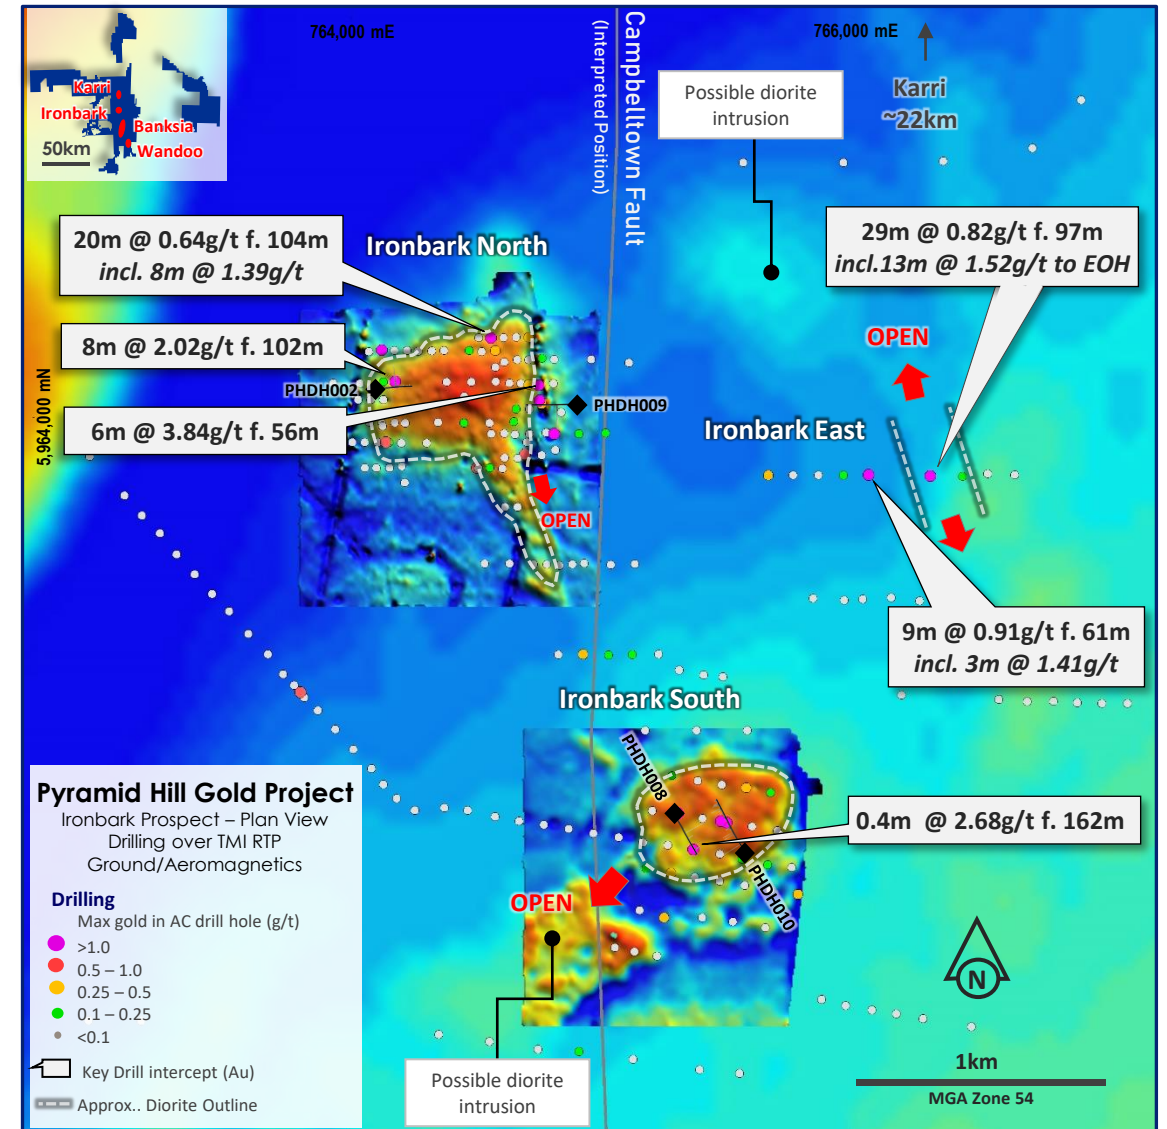 764,000 mE
766,000 mE
Campbelltown Fault
(Interpreted Position)
Karri
~22km
Karri
Ironbark
Banksia
Wandoo
50km
Possible diorite
intrusion
20m @ 0.64g/t f. 104m
incl. 8m @ 1.39g/t
Ironbark North
29m @ 0.82g/t f. 97m
incl.13m @ 1.52g/t to EOH
8m @ 2.02g/t f. 102m
OPEN
PHDH002
PHDH009
6m @ 3.84g/t f. 56m
5,964,000 mN
Ironbark East
OPEN
9m @ 0.91g/t f. 61m
incl. 3m @ 1.41g/t
Ironbark South
PHDH008
0.4m @ 2.68g/t f. 162m
PHDH010
OPEN
Pyramid Hill Gold Project
Ironbark Prospect – Plan View
Drilling over TMI RTP
Ground/Aeromagnetics
Drilling
Max gold in AC drill hole (g/t)
>1.0
0.5 – 1.0
0.25 – 0.5
0.1 – 0.25
<0.1
Key Drill intercept (Au)
Approx.. Diorite Outline
Possible diorite
intrusion
N
1km
MGA Zone 54